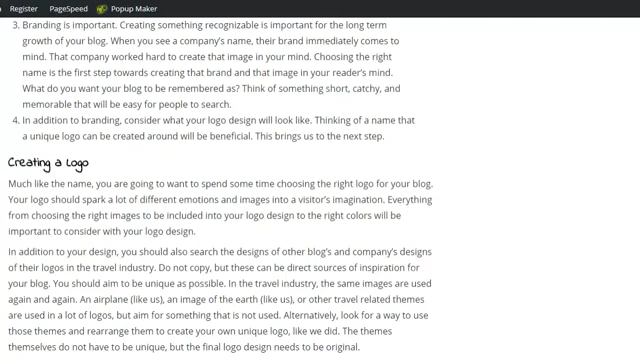 Register PageSpeed Popup Maker
3. Branding is important. Creating something recognizable is important for the long term
growth of your blog. When you see a company's name, their brand immediately comes to
mind. That company worked hard to create that image in your mind. Choosing the right
name is the first step towards creating that brand and that image in your reader's mind.
What do you want your blog to be remembered as? Think of something short, catchy, and
memorable that will be easy for people to search.
4. In addition to branding, consider what your logo design will look like. Thinking of a name that
a unique logo can be created around will be beneficial. This brings us to the next step.
Creating a Logo
Much like the name, you are going to want to spend some time choosing the right logo for your blog.
Your logo should spark a lot of different emotions and images into a visitor's imagination. Everything
from choosing the right images to be included into your logo design to the right colors will be
important to consider with your logo design.
In addition to your design, you should also search the designs of other blog's and company's designs
of their logos in the travel industry. Do not copy, but these can be direct sources of inspiration for
your blog. You should aim to be unique as possible. In the travel industry, the same images are used
again and again. An airplane (like us), an image of the earth (like us), or other travel related themes
are used in a lot of logos, but aim for something that is not used. Alternatively, look for a way to use
those themes and rearrange them to create your own unique logo, like we did. The themes
themselves do not have to be unique, but the final logo design needs to be original.